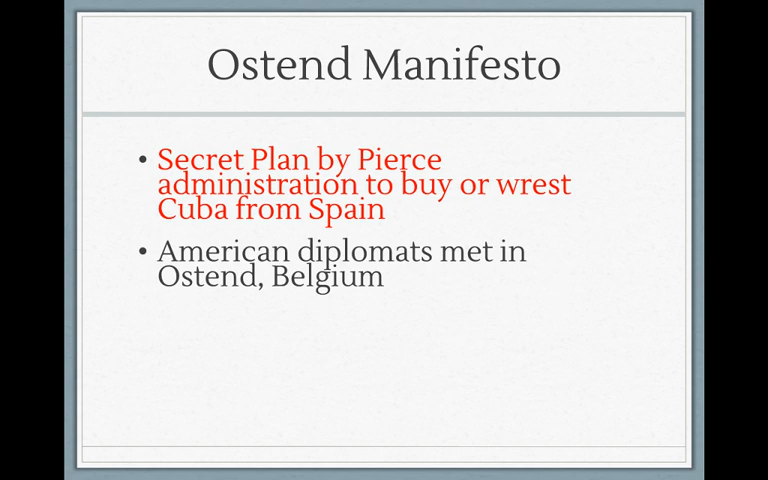 Ostend Manifesto
• Secret Plan by Pierce
administration to buy or wrest
Cuba from Spain
• American diplomats met in
Ostend, Belgium